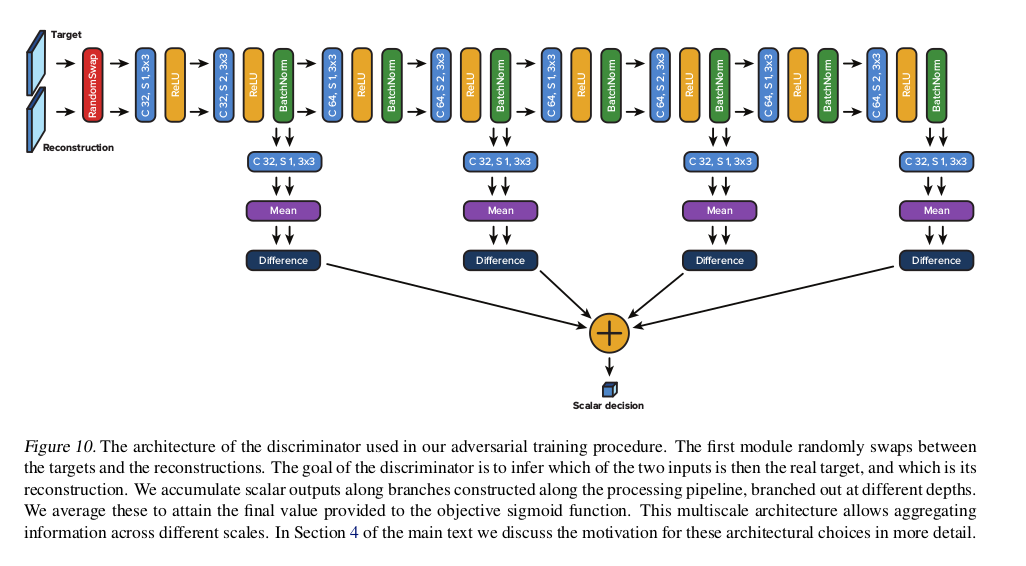 Target
Reconstruction
RandomSwap
C 32, S 1, 3x3
ReLU
C 32, S 2, 3x3
ReLU
BatchNorm
C 64, S 1, 3x3
ReLU
BatchNorm
C 64, S 2, 3x3
ReLU
BatchNorm
C 64, S 1, 3x3
ReLU
BatchNorm
C 64, S 2, 3x3
ReLU
BatchNorm
C 64, S 1, 3x3
ReLU
BatchNorm
C 64, S 2, 3x3
ReLU
BatchNorm
C 32, S 1, 3x3
C 32, S 1, 3x3
C 32, S 1, 3x3
C 32, S 1, 3x3
Mean
Mean
Mean
Mean
Difference
Difference
Difference
Difference
Scalar decision
Figure 10. The architecture of the discriminator used in our adversarial training procedure. The first module randomly swaps between
the targets and the reconstructions. The goal of the discriminator is to infer which of the two inputs is then the real target, and which is its
reconstruction. We accumulate scalar outputs along branches constructed along the processing pipeline, branched out at different depths.
We average these to attain the final value provided to the objective sigmoid function. This multiscale architecture allows aggregating
information across different scales. In Section 4 of the main text we discuss the motivation for these architectural choices in more detail.